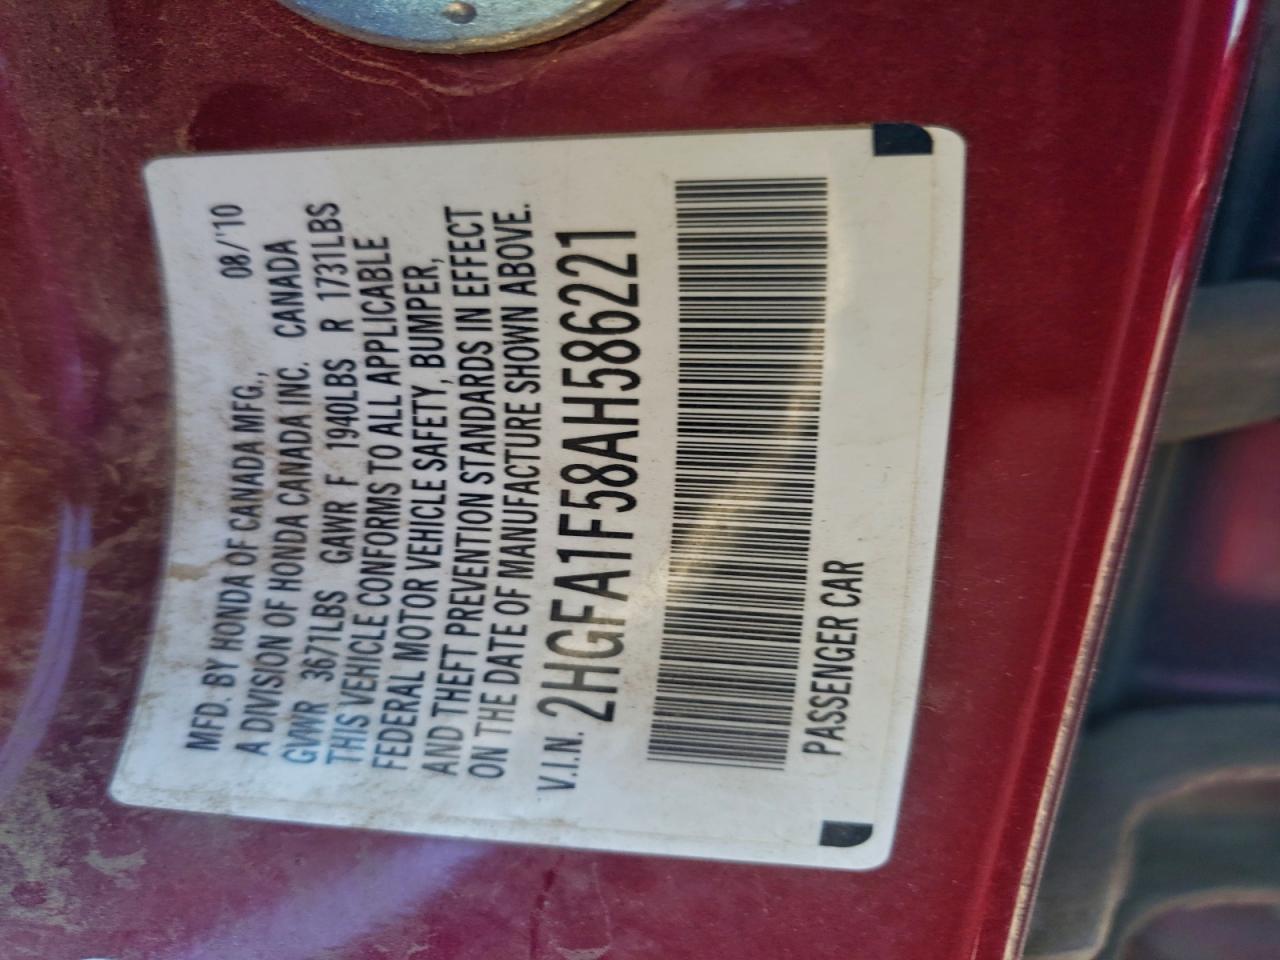 MFD. BY HONDA OF CANADA MFG., 08/'10
A DIVISION OF HONDA CANADA INC. CANADA
GVWR 3671LBS GAWR F 1940LBS R 1731LBS
THIS VEHICLE CONFORMS TO ALL APPLICABLE
FEDERAL MOTOR VEHICLE SAFETY, BUMPER,
AND THEFT PREVENTION STANDARDS IN EFFECT
ON THE DATE OF MANUFACTURE SHOWN ABOVE.
V.I.N. 2HGFA1F58AH586221
PASSENGER CAR